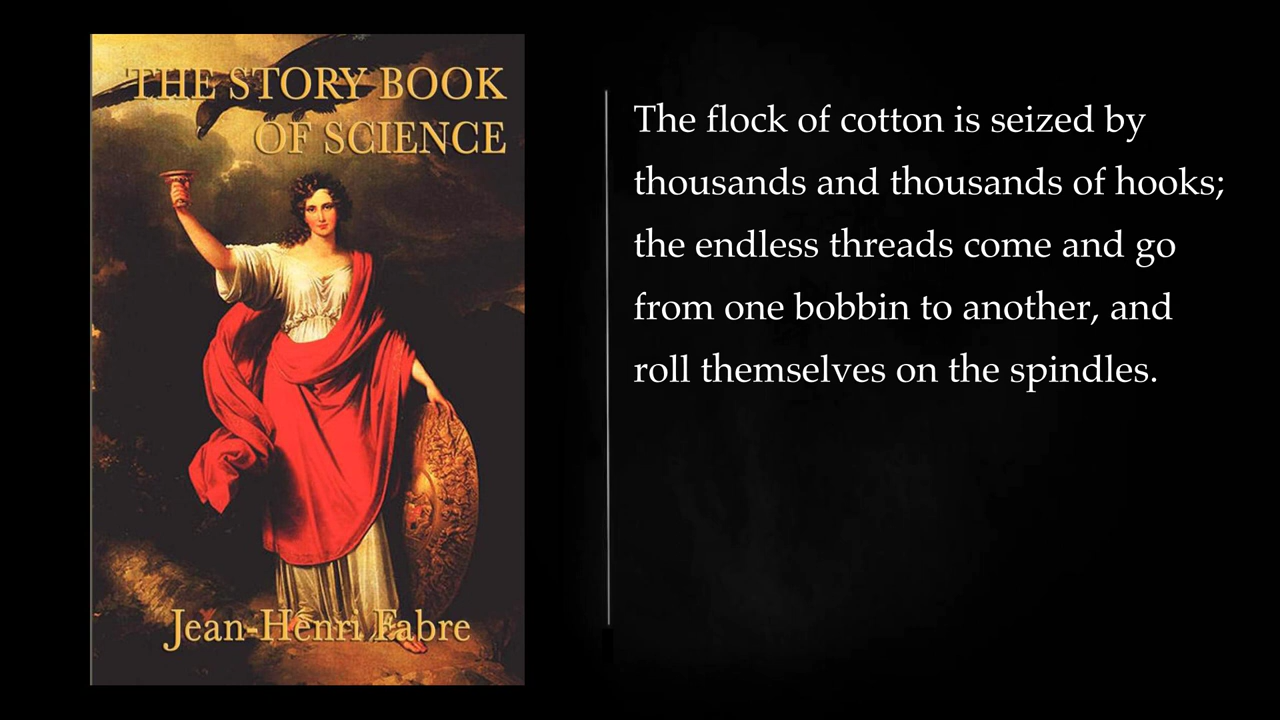 THE STORY BOOK
OF SCIENCE
Jean-Henri Fabre
The flock of cotton is seized by
thousands and thousands of hooks;
the endless threads come and go
from one bobbin to another, and
roll themselves on the spindles.